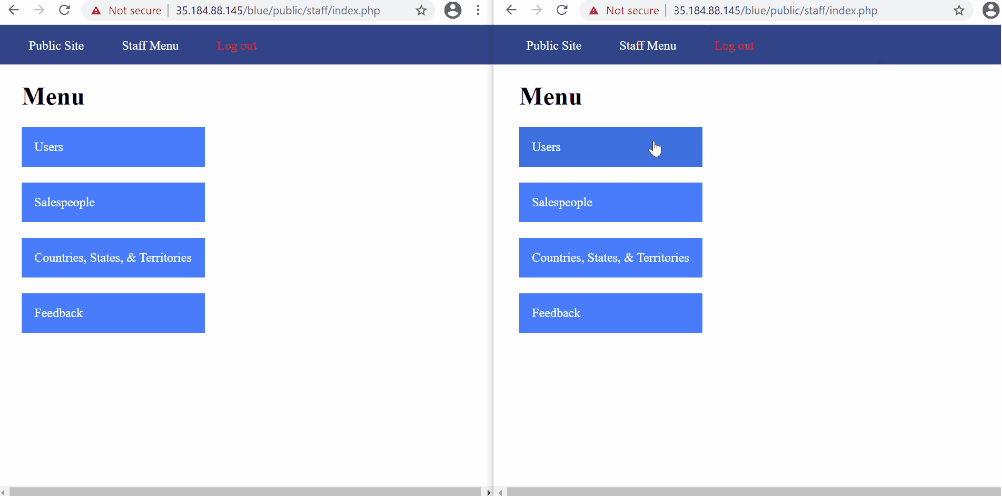 Not secure | 35.184.88.145/blue/public/staff/index.php
Public Site Staff Menu Log out
Menu
Users
Salespeople
Countries, States, & Territories
Feedback
Not secure | 35.184.88.145/blue/public/staff/index.php
Public Site Staff Menu Log out
Menu
Users
Salespeople
Countries, States, & Territories
Feedback